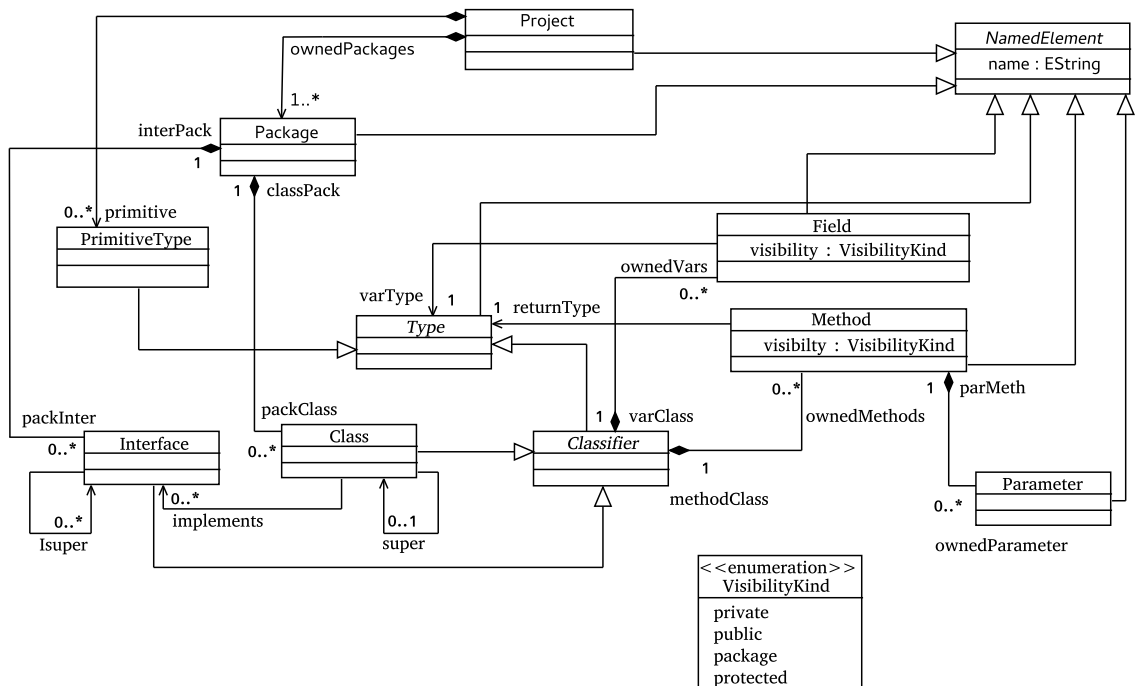 Project
NamedElement
name : EString
ownedPackages
1..*
interPack
Package
1
1
classPack
0..*
primitive
PrimitiveType
Field
visibility : VisibilityKind
ownedVars
0..*
varType
1
1
returnType
Type
Method
visibilty : VisibilityKind
0..*
ownedMethods
1
parMeth
packInter
0..*
Interface
packClass
0..*
Class
1
varClass
Classifier
1
methodClass
Parameter
0..*
ownedParameter
0..*
Isuper
0..*
implements
0..1
super
<<enumeration>>
VisibilityKind
private
public
package
protected